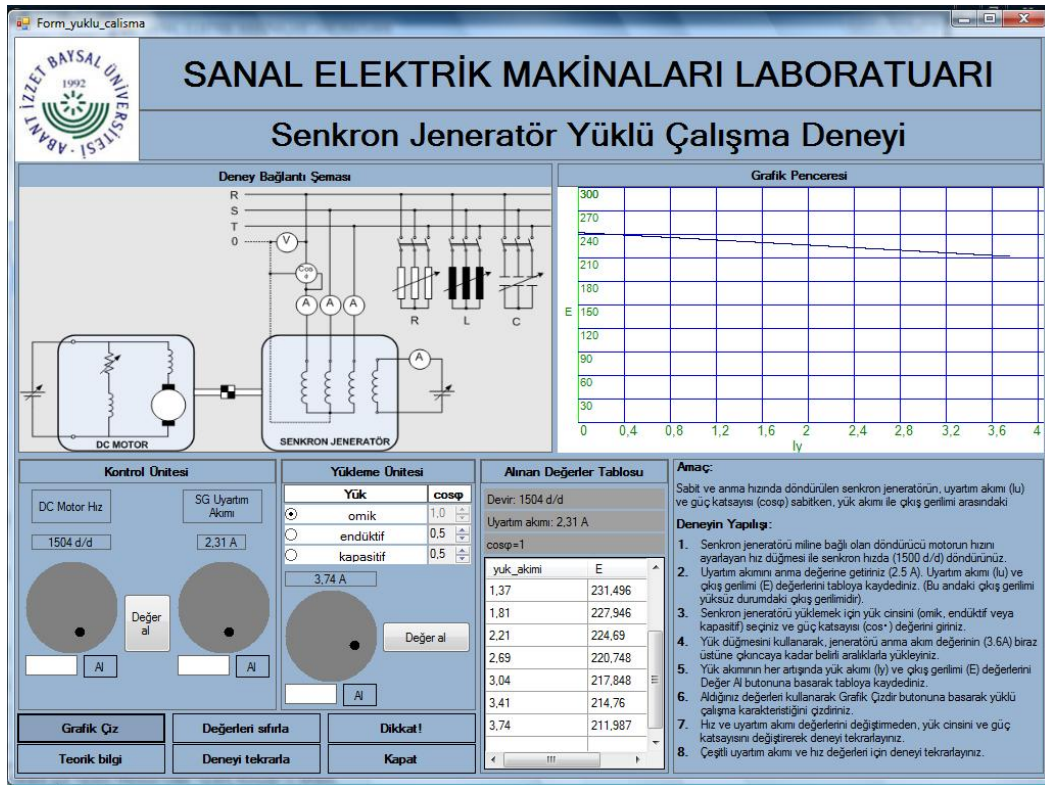 Form_yuklu_calisma
ABANT İZZET BAYSAL ÜNİVERSİTESİ
1992
SANAL ELEKTRİK MAKİNALARI LABORATUARI
Senkron Jeneratör Yüklü Çalışma Deneyi
Deney Bağlantı Şeması
R
S
T
0
V
Cos
φ
A
A
A
R
L
C
A
DC MOTOR
SENKRON JENERATÖR
Grafik Penceresi
300
270
240
210
180
E
150
120
90
60
30
0 0,4 0,8 1,2 1,6 2 2,4 2,8 3,2 3,6 4
Iy
Kontrol Ünitesi
DC Motor Hız
SG Uyartım
Akımı
1504 d/d
2,31 A
Değer
al
Al
Al
Yükleme Ünitesi
Yük cosφ
omik 1,0
endüktif 0,5
kapasitif 0,5
3,74 A
Değer al
Al
Grafik Çiz
Değerleri sıfırla
Dikkat!
Teorik bilgi
Deneyi tekrarla
Kapat
Alınan Değerler Tablosu
Devir: 1504 d/d
Uyartım akımı: 2,31 A
cosφ=1
yuk_akimi E
1,37 231,496
1,81 227,946
2,21 224,69
2,69 220,748
3,04 217,848
3,41 214,76
3,74 211,987
Amaç:
Sabit ve anma hızında döndürülen senkron jeneratörün, uyartım akımı (Iu)
ve güç katsayısı (cosφ) sabitken, yük akımı ile çıkış gerilimi arasındaki
Deneyin Yapılışı:
1. Senkron jeneratörü miline bağlı olan döndürücü motorun hızını
ayarlayan hız düğmesi ile senkron hızda (1500 d/d) döndürünüz.
2. Uyartım akımını anma değerine getiriniz (2.5 A). Uyartım akımı (Iu) ve
çıkış gerilimi (E) değerlerini tabloya kaydediniz. (Bu andaki çıkış gerilimi
yüksüz durumdaki çıkış gerilimidir).
3. Senkron jeneratörü yüklemek için yük cinsini (omik, endüktif veya
kapasitif) seçiniz ve güç katsayısı (cos·) değerini giriniz.
4. Yük düğmesini kullanarak, jeneratörü anma akım değerinin (3.6A) biraz
üstüne çıkıncaya kadar belirli aralıklarla yükleyiniz.
5. Yük akımının her artışında yük akımı (Iy) ve çıkış gerilimi (E) değerlerini
Değer Al butonuna basarak tabloya kaydediniz.
6. Aldığınız değerleri kullanarak Grafik Çizdir butonuna basarak yüklü
çalışma karakteristiğini çizdiriniz.
7. Hız ve uyartım akımı değerlerini değiştirmeden, yük cinsini ve güç
katsayısını değiştirerek deneyi tekrarlayınız.
8. Çeşitli uyartım akımı ve hız değerleri için deneyi tekrarlayınız.